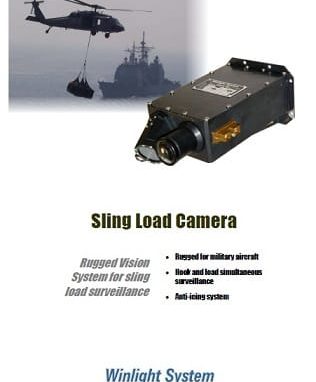 Sling Load Camera
Rugged Vision
System for sling
load surveillance
• Rugged for military aircraft
• Hook and load simultaneous
surveillance
• Anti-icing system
Winlight System